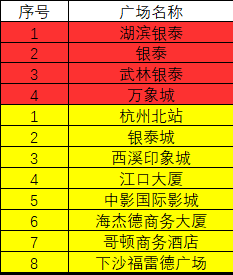 序号 广场名称
1 湖滨银泰
2 银泰
3 武林银泰
4 万象城
1 杭州北站
2 银泰城
3 西溪印象城
4 江口大厦
5 中影国际影城
6 海杰德商务大厦
7 哥顿商务酒店
8 下沙福雷德广场